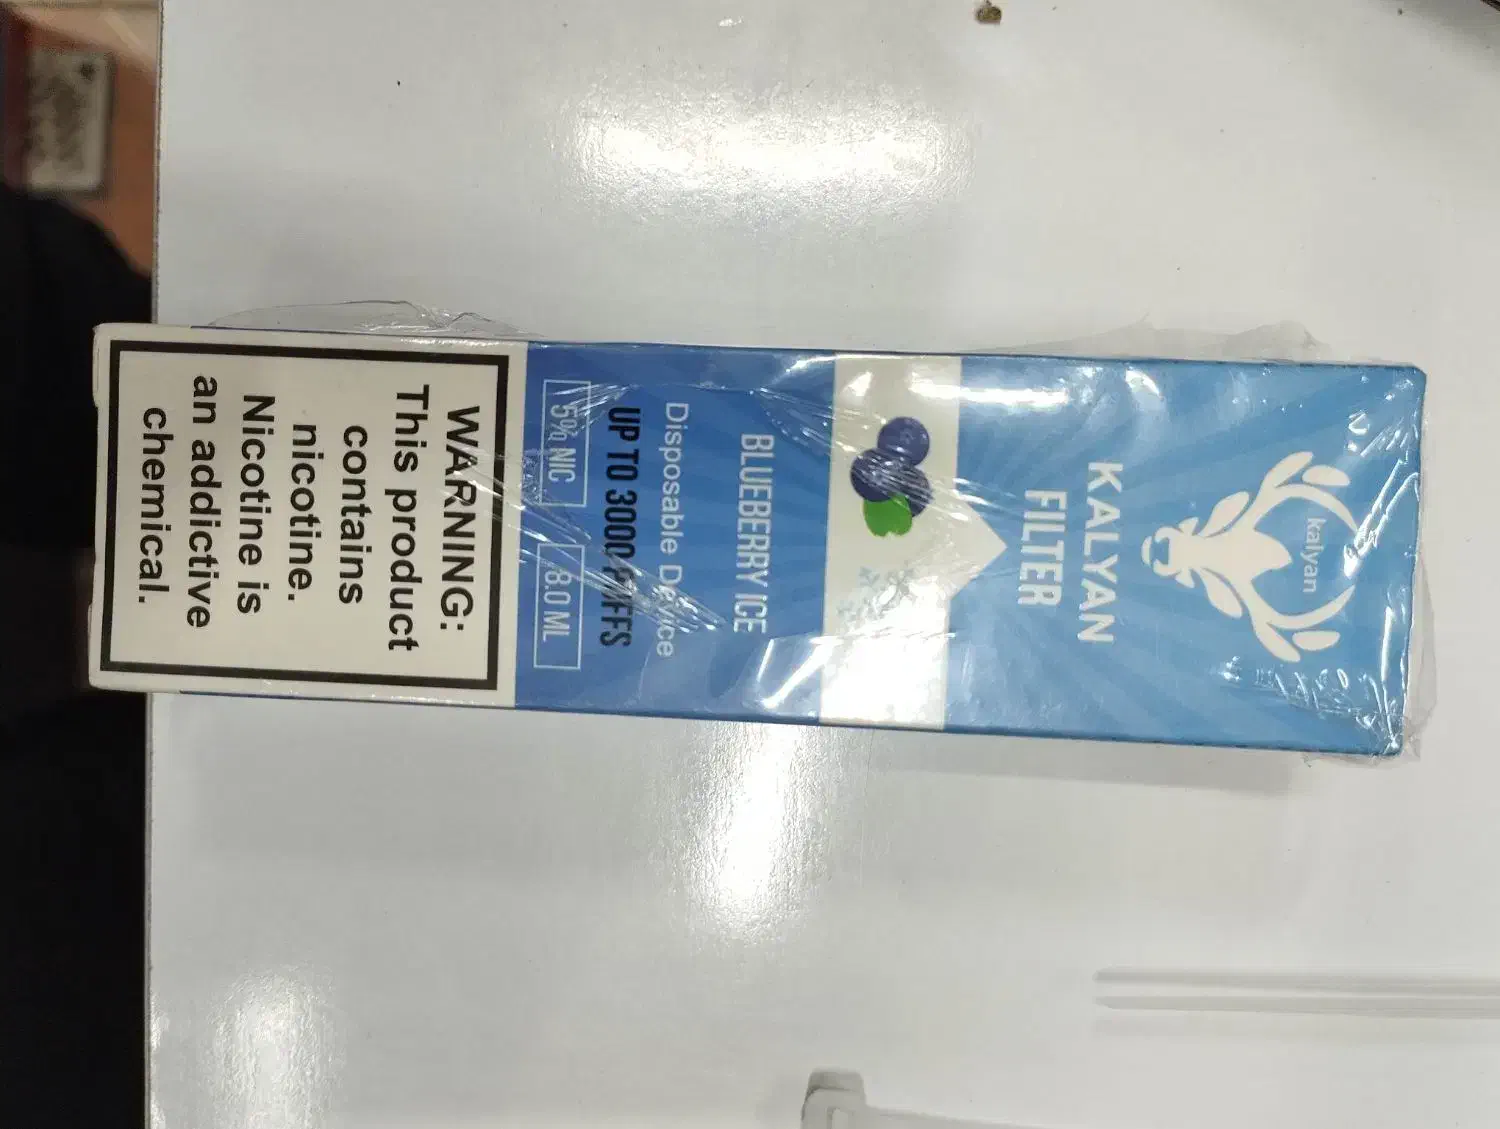 kalyan
KALYAN
FILTER
BLUEBERRY ICE
Disposable Device
UP TO 3000 PUFFS
5% NIC
8.0 ML
WARNING:
This product
contains
nicotine.
Nicotine is
an addictive
chemical.